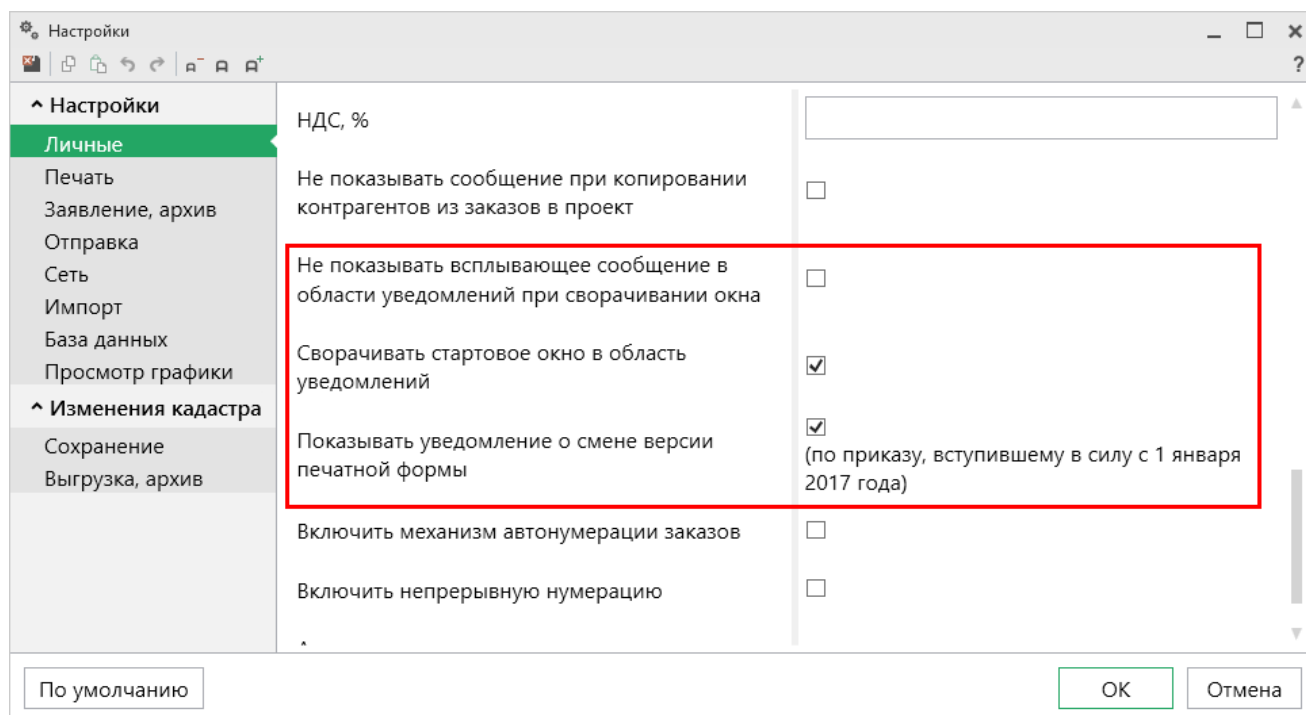 Настройки
?
^ Настройки
Личные
Печать
Заявление, архив
Отправка
Сеть
Импорт
База данных
Просмотр графики
^ Изменения кадастра
Сохранение
Выгрузка, архив
НДС, %
Не показывать сообщение при копировании
контрагентов из заказов в проект
Не показывать всплывающее сообщение в
области уведомлений при сворачивании окна
Сворачивать стартовое окно в область
уведомлений
Показывать уведомление о смене версии
печатной формы
(по приказу, вступившему в силу с 1 января
2017 года)
Включить механизм автонумерации заказов
Включить непрерывную нумерацию
По умолчанию
ОК
Отмена